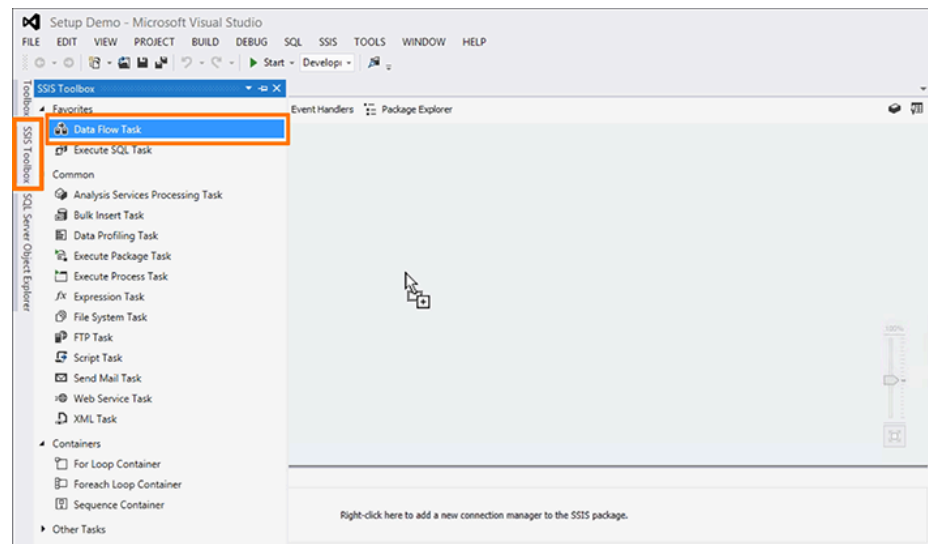 Setup Demo - Microsoft Visual Studio
FILE EDIT VIEW PROJECT BUILD DEBUG SQL SSIS TOOLS WINDOW HELP
Start Develop
Toolbox
SSIS Toolbox
SQL Server Object Explorer
SSIS Toolbox
Event Handlers Package Explorer
Favorites
Data Flow Task
Execute SQL Task
Common
Analysis Services Processing Task
Bulk Insert Task
Data Profiling Task
Execute Package Task
Execute Process Task
fx Expression Task
File System Task
FTP Task
Script Task
Send Mail Task
Web Service Task
XML Task
Containers
For Loop Container
Foreach Loop Container
Sequence Container
Other Tasks
100%
Right-click here to add a new connection manager to the SSIS package.